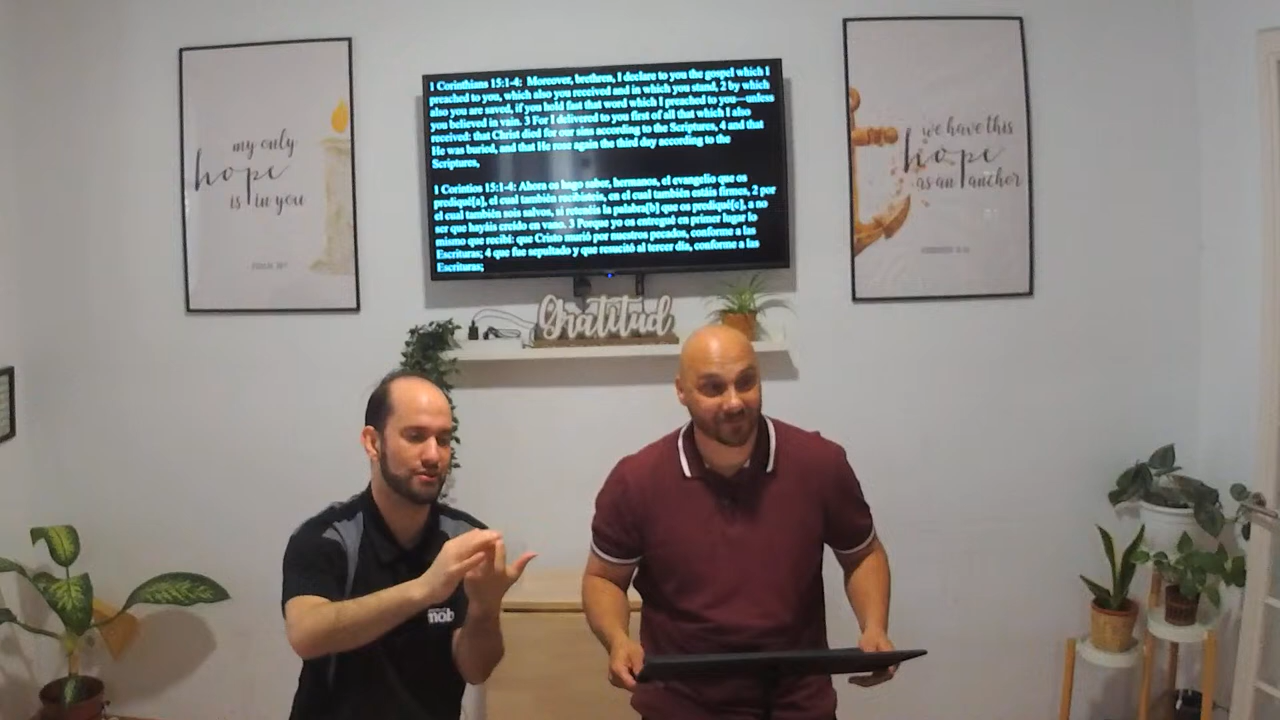 my only
hope
is in you
1 Corinthians 15:1-4: Moreover, brethren, I declare to you the gospel which I
preached to you, which also you received and in which you stand, 2 by which
also you are saved, if you hold fast that word which I preached to you—unless
you believed in vain. 3 For I delivered to you first of all that which I also
received: that Christ died for our sins according to the Scriptures, 4 and that
He was buried, and that He rose again the third day according to the
Scriptures,
1 Corintios 15:1-4: Ahora os hago saber, hermanos, el evangelio que os
prediqué[a], el cual también recibisteis, en el cual también estáis firmes, 2 por
el cual también sois salvos, si retenéis la palabra[b] que os prediqué[c], a no
ser que hayáis creído en vano. 3 Porque yo os entregué en primer lugar lo
mismo que recibí: que Cristo murió por nuestros pecados, conforme a las
Escrituras; 4 que fue sepultado y que resucitó al tercer día, conforme a las
Escrituras;
we have this
hope
as an anchor
Gratitud
mob